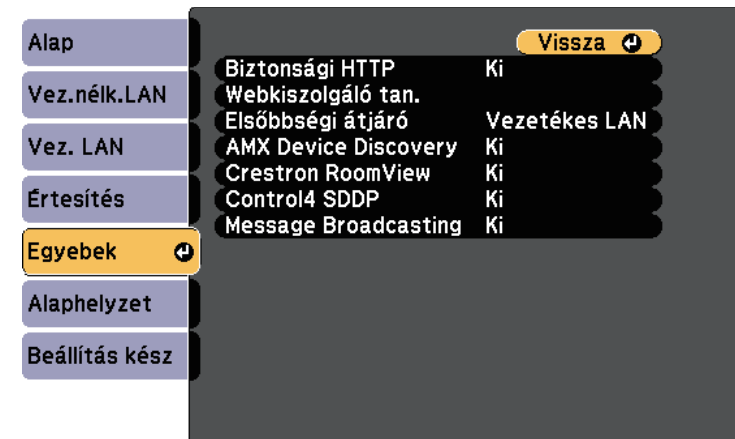 Alap
Vez.nélk.LAN
Vez. LAN
Értesítés
Egyebek
Alaphelyzet
Beállítás kész
Vissza
Biztonsági HTTP Ki
Webkiszolgáló tan.
Elsőbbségi átjáró Vezetékes LAN
AMX Device Discovery Ki
Crestron RoomView Ki
Control4 SDDP Ki
Message Broadcasting Ki